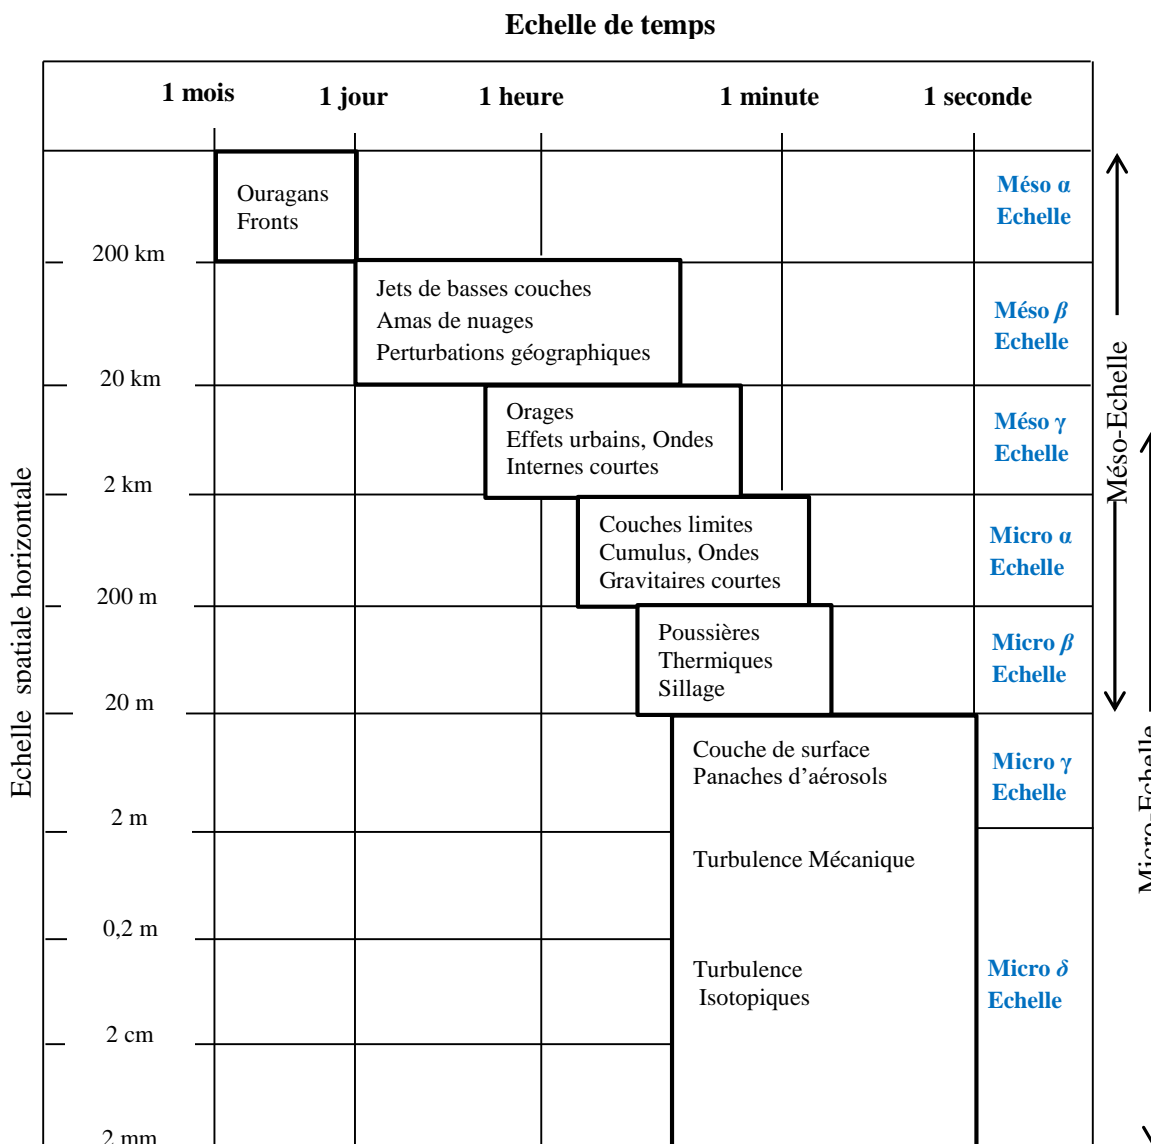 Echelle de temps
1 mois 1 jour 1 heure 1 minute 1 seconde
Ouragans
Fronts
Méso α
Echelle
200 km
Jets de basses couches
Amas de nuages
Perturbations géographiques
Méso β
Echelle
20 km
Orages
Effets urbains, Ondes
Internes courtes
Méso γ
Echelle
2 km
Couches limites
Cumulus, Ondes
Gravitaires courtes
Micro α
Echelle
200 m
Poussières
Thermiques
Sillage
Micro β
Echelle
20 m
Couche de surface
Panaches d’aérosols
Micro γ
Echelle
2 m
Turbulence Mécanique
0,2 m
Turbulence
Isotopiques
Micro δ
Echelle
2 cm
2 mm
Echelle spatiale horizontale
Méso-Echelle
Micro-Echelle